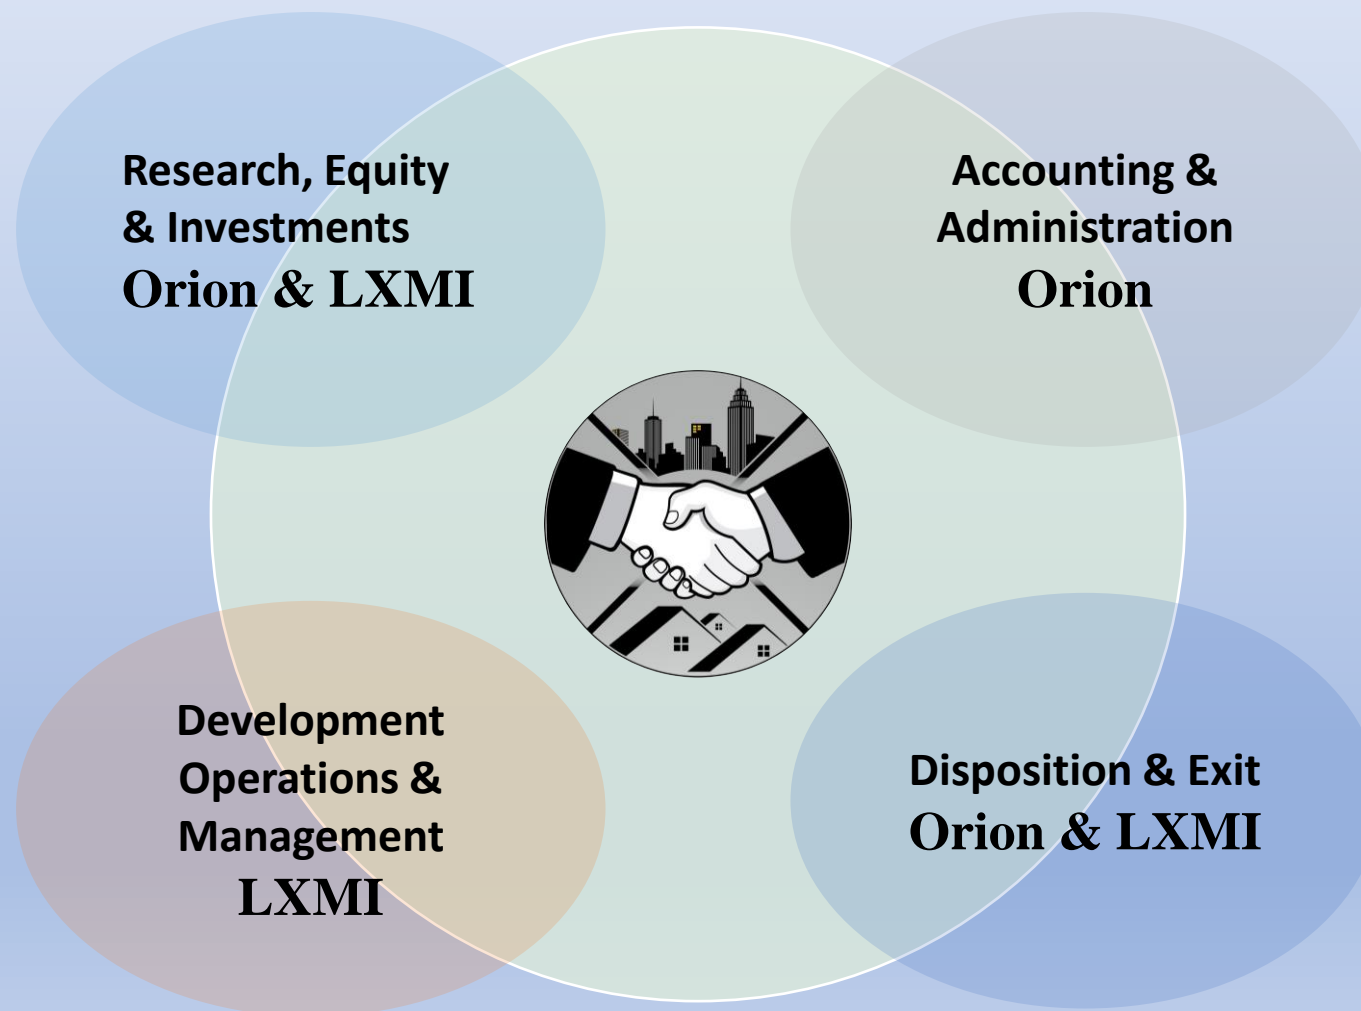 Research, Equity
& Investments
Orion & LXMI
Accounting &
Administration
Orion
Development
Operations &
Management
LXMI
Disposition & Exit
Orion & LXMI